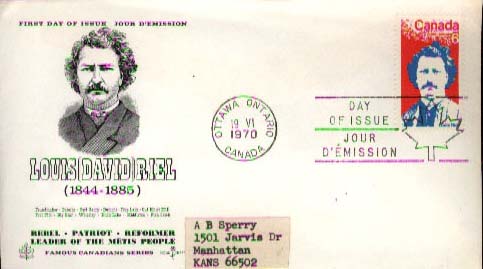 FIRST DAY OF ISSUE JOUR D'EMISSION
Canada
6
OTTAWA ONTARIO
19 VI
1970
CANADA
DAY
OF ISSUE
JOUR
D'ÉMISSION
LOUIS DAVID RIEL
(1844-1885)
REBEL - PATRIOT - REFORMER
LEADER OF THE MÉTIS PEOPLE
FAMOUS CANADIANS SERIES
A B Sperry
1501 Jarvis Dr
Manhattan
KANS 66502